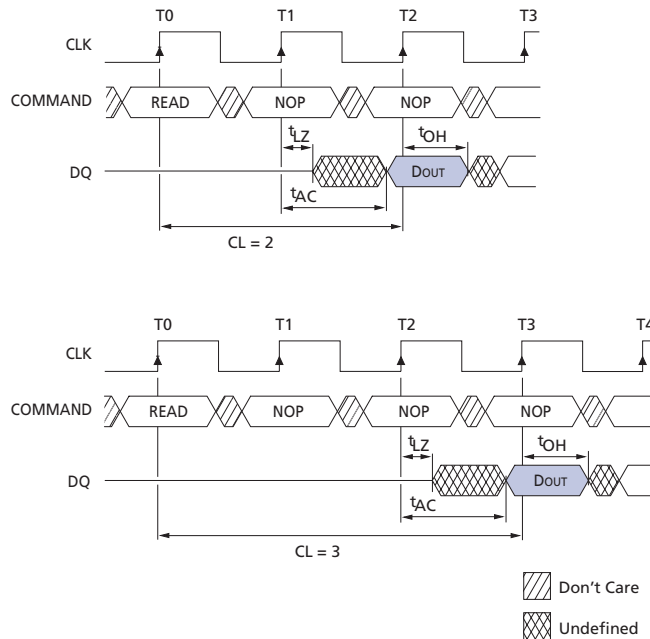 T0 T1 T2 T3
CLK
COMMAND READ NOP NOP
tLZ tOH
DQ DOUT
tAC
CL = 2
T0 T1 T2 T3 T4
CLK
COMMAND READ NOP NOP NOP
tLZ tOH
DQ DOUT
tAC
CL = 3
Don't Care
Undefined